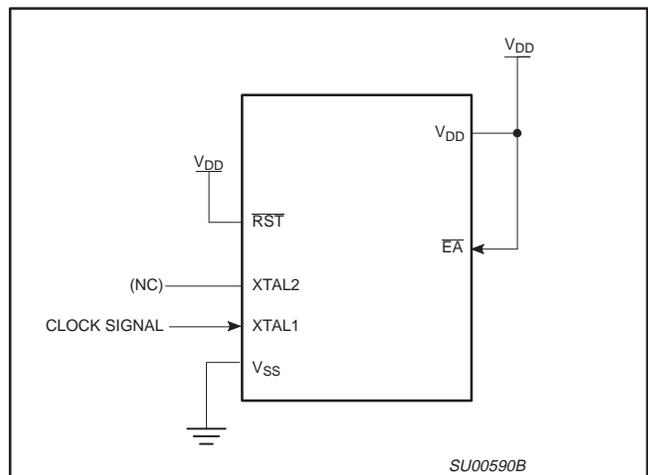 VDD
VDD
VDD
RST
EA
(NC)
XTAL2
CLOCK SIGNAL
XTAL1
VSS
SU00590B